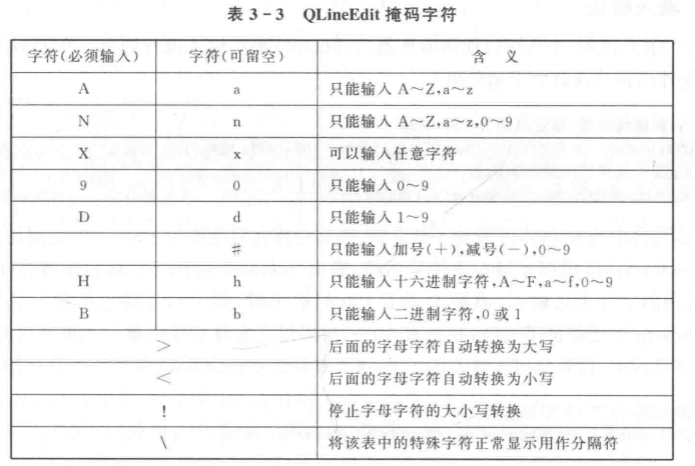 表 3-3 QLineEdit 掩码字符
字符(必须输入) 字符(可留空) 含 义
A a 只能输入 A~Z,a~z
N n 只能输入 A~Z,a~z,0~9
X x 可以输入任意字符
9 0 只能输入 0~9
D d 只能输入 1~9
# 只能输入加号(+),减号(-),0~9
H h 只能输入十六进制字符,A~F,a~f,0~9
B b 只能输入二进制字符,0 或 1
> 后面的字母字符自动转换为大写
< 后面的字母字符自动转换为小写
! 停止字母字符的大小写转换
\ 将该表中的特殊字符正常显示用作分隔符